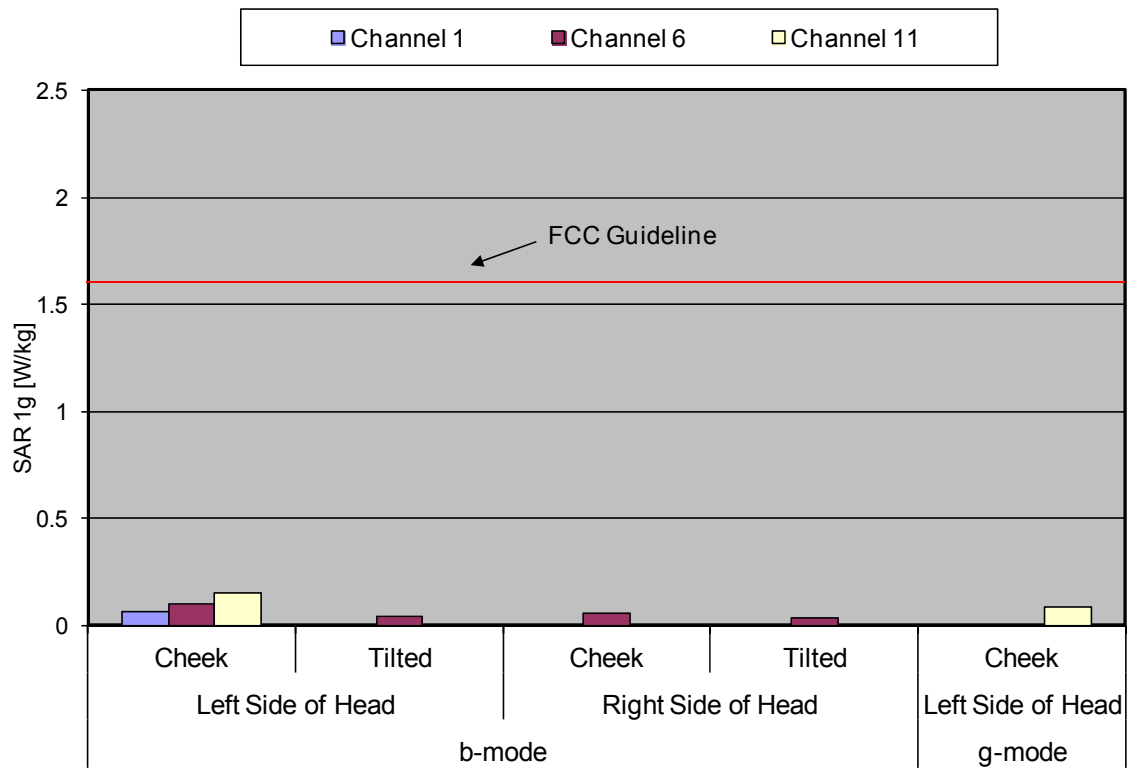 Channel 1 Channel 6 Channel 11
2.5
2
FCC Guideline
1.5
1
0.5
0
SAR 1g [W/kg]
Cheek Tilted Cheek Tilted Cheek
Left Side of Head Right Side of Head Left Side of Head
b-mode g-mode